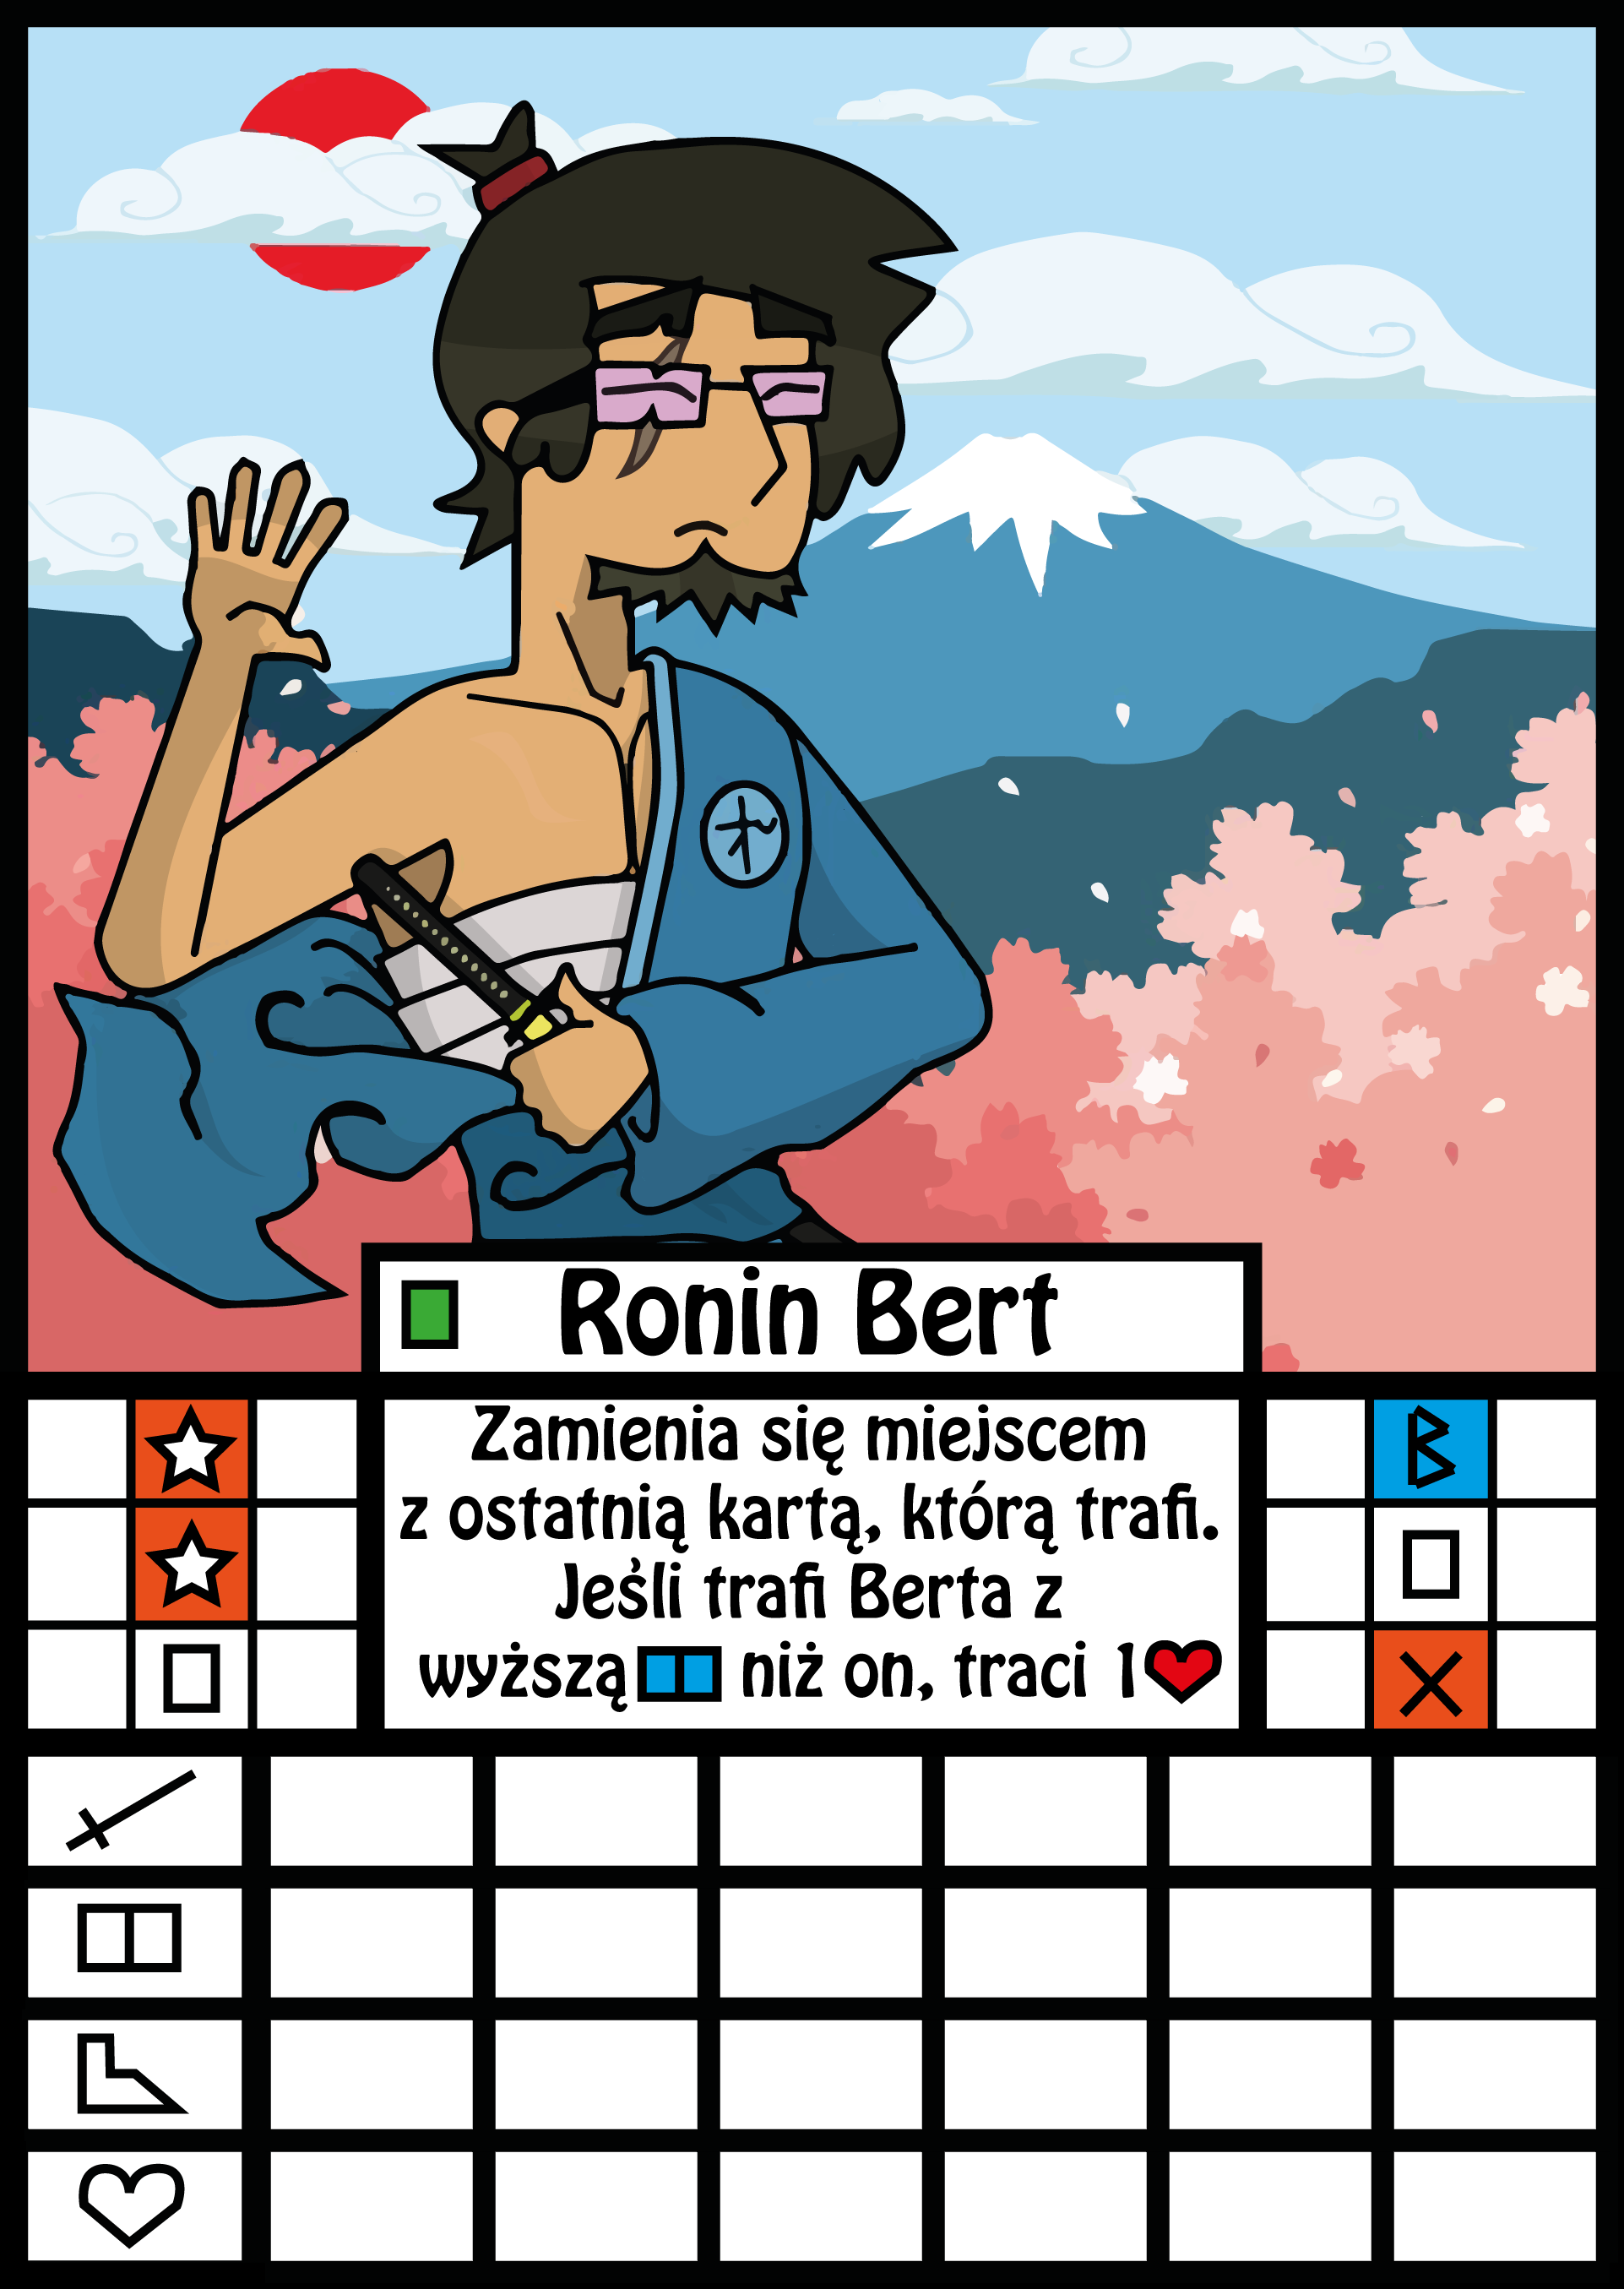 Ronin Bert
Zamienia się miejscem
z ostatnią kartą, którą trafi.
Jeśli trafi Berta z
wyższą niż on, traci 1